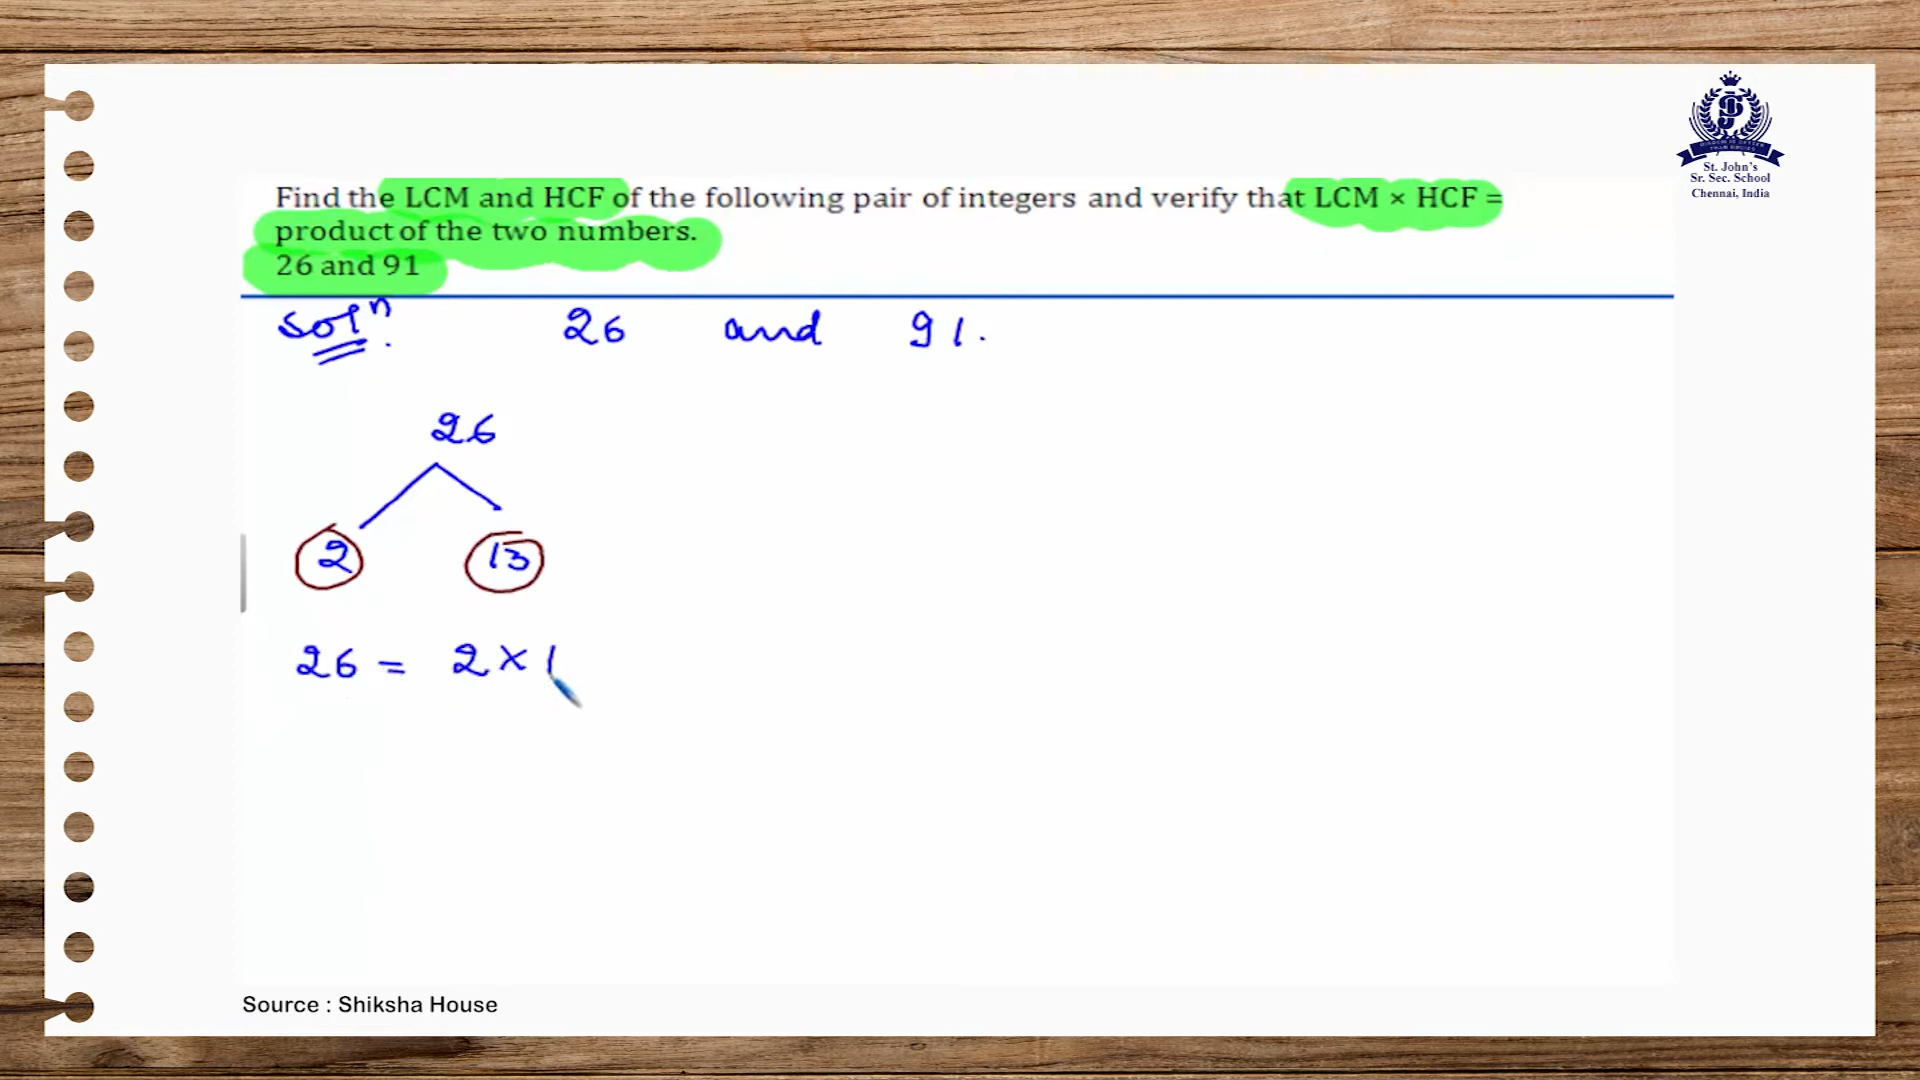 St. John's
Sr. Sec. School
Chennai, India
Find the LCM and HCF of the following pair of integers and verify that LCM × HCF =
product of the two numbers.
26 and 91
Solⁿ. 26 and 91.
26
2 13
26 = 2 × 1
Source : Shiksha House